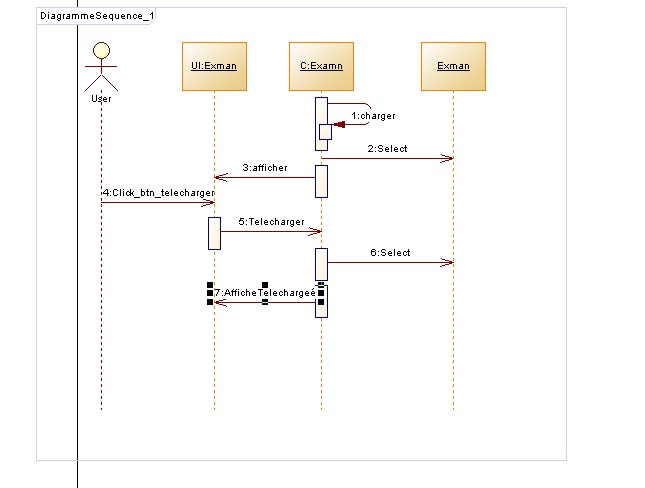 DiagrammeSequence_1
User
UI:Exman
C:Examn
Exman
1:charger
2:Select
3:afficher
4:Click_btn_telecharger
5:Telecharger
6:Select
7:AfficheTelechargeé